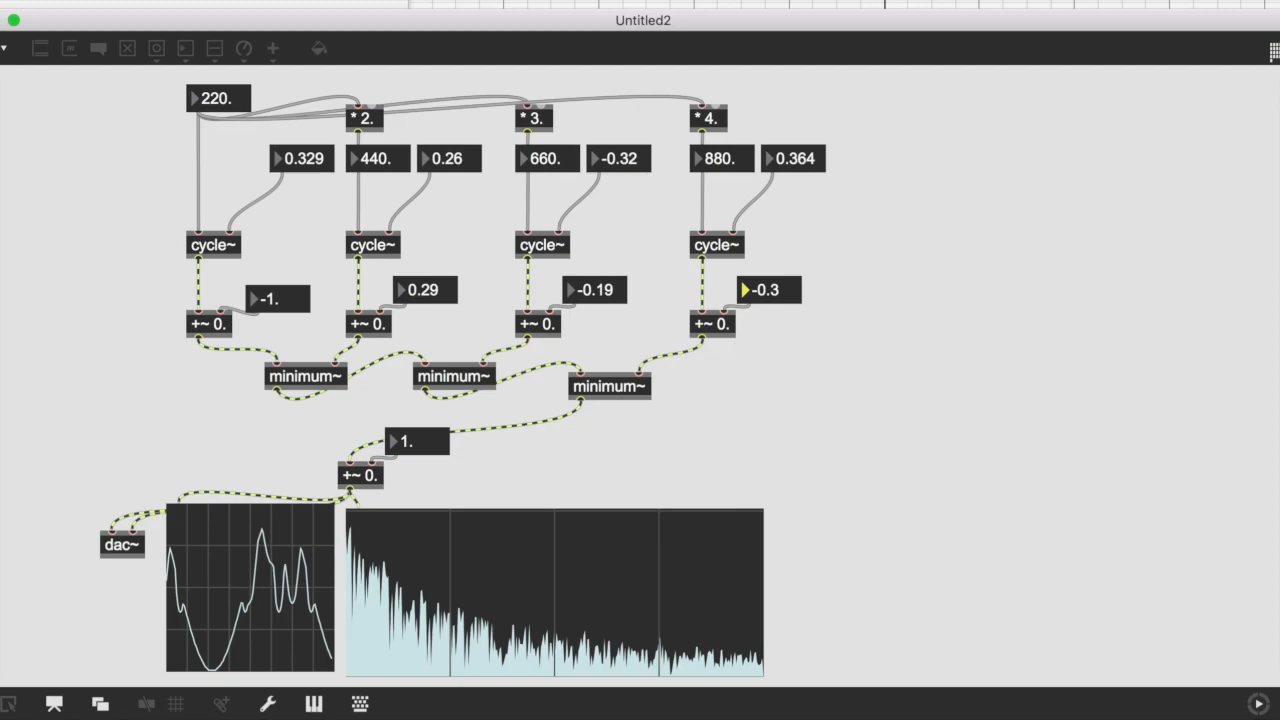 Untitled2
220.
* 2.
* 3.
* 4.
0.329
440.
0.26
660.
-0.32
880.
0.364
cycle~
cycle~
cycle~
cycle~
-1.
0.29
-0.19
-0.3
+~ 0.
+~ 0.
+~ 0.
+~ 0.
minimum~
minimum~
minimum~
1.
+~ 0.
dac~